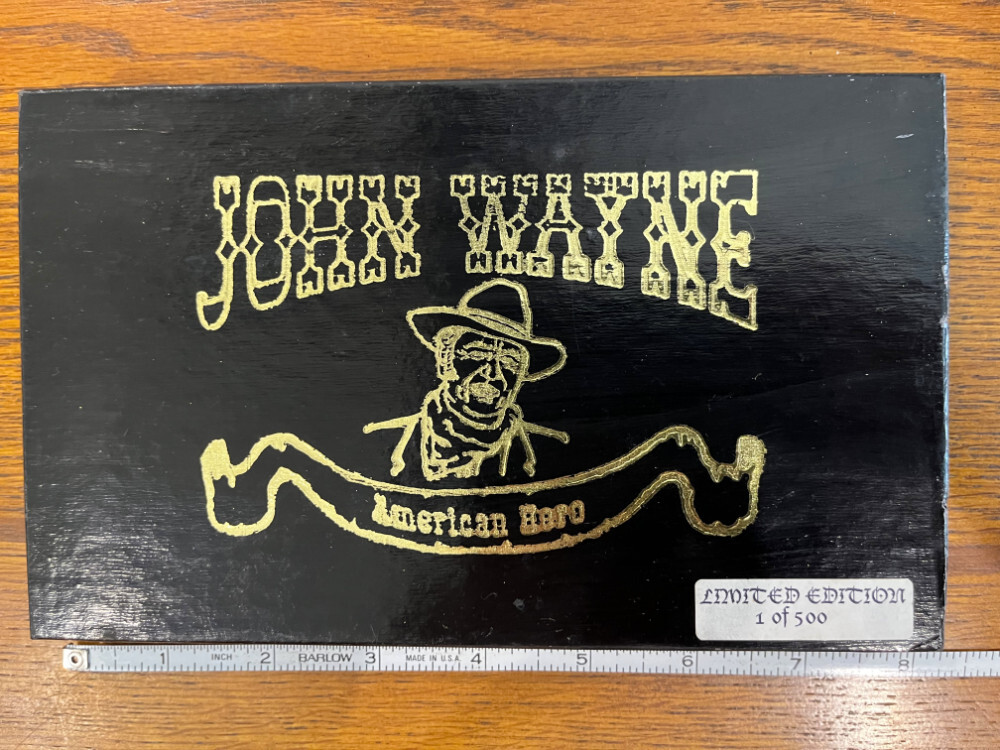 JOHN WAYNE
American Hero
LIMITED EDITION
1 of 500
1 INCH 2 BARLOW 3 MADE IN U.S.A. 4 5 6 7 8